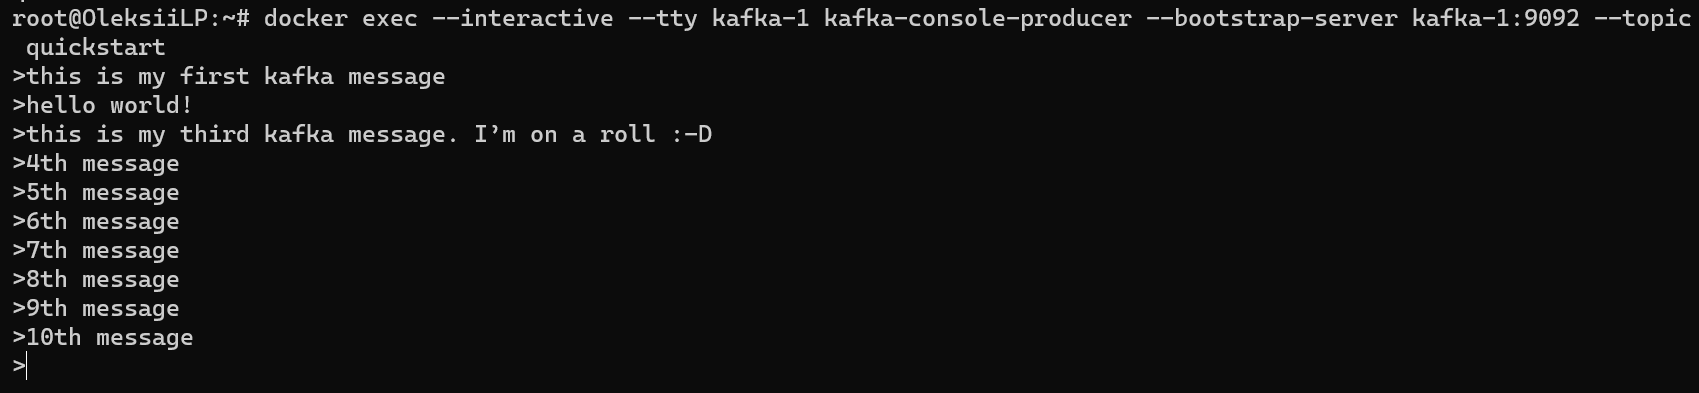 root@OleksiiLP:~# docker exec --interactive --tty kafka-1 kafka-console-producer --bootstrap-server kafka-1:9092 --topic
quickstart
>this is my first kafka message
>hello world!
>this is my third kafka message. I’m on a roll :-D
>4th message
>5th message
>6th message
>7th message
>8th message
>9th message
>10th message
>